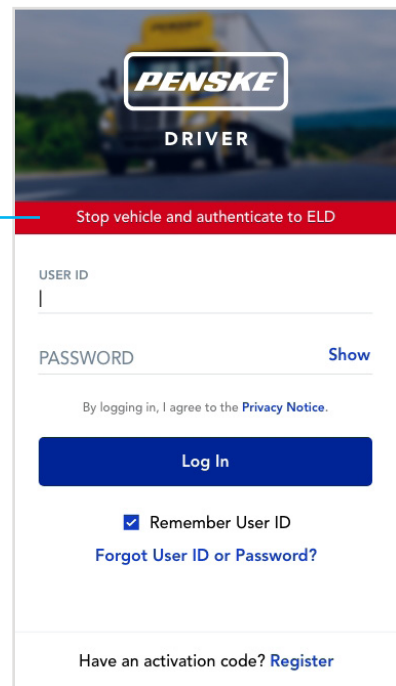 PENSKE
DRIVER
Stop vehicle and authenticate to ELD
USER ID
PASSWORD Show
By logging in, I agree to the Privacy Notice.
Log In
Remember User ID
Forgot User ID or Password?
Have an activation code? Register